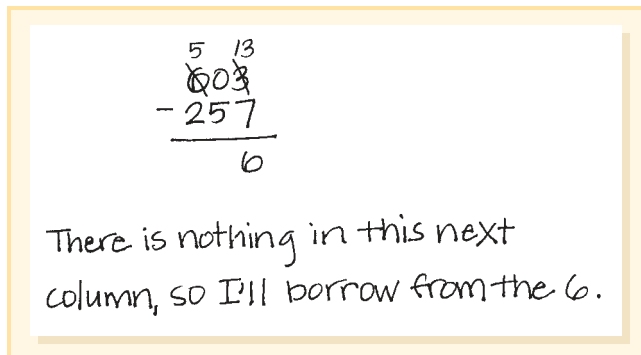 5 13
603
- 257
6
There is nothing in this next
column, so I'll borrow from the 6.